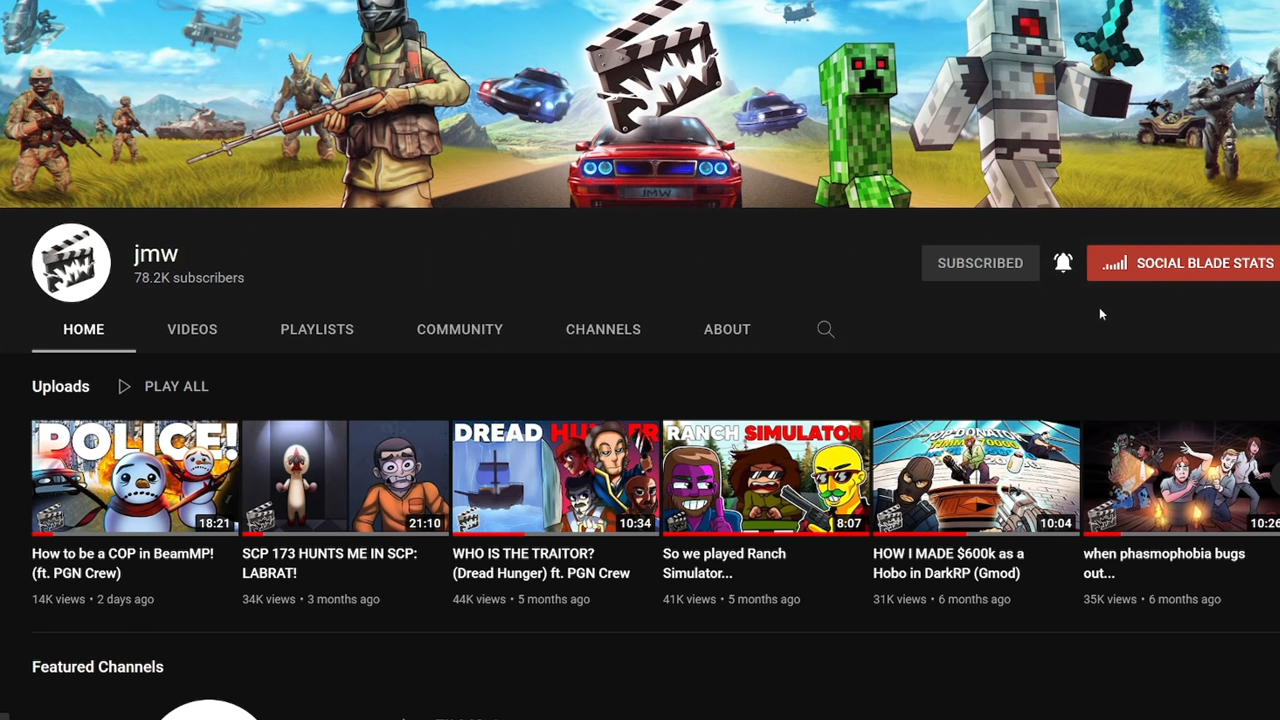 JMW
jmw
78.2K subscribers
SUBSCRIBED
SOCIAL BLADE STATS
HOME
VIDEOS
PLAYLISTS
COMMUNITY
CHANNELS
ABOUT
Uploads
PLAY ALL
POLICE!
18:21
21:10
DREAD HUNGER
10:34
RANCH SIMULATOR
8:07
TOP DONATOR
10:04
10:26
How to be a COP in BeamMP!
(ft. PGN Crew)
14K views • 2 days ago
SCP 173 HUNTS ME IN SCP:
LABRAT!
34K views • 3 months ago
WHO IS THE TRAITOR?
(Dread Hunger) ft. PGN Crew
44K views • 5 months ago
So we played Ranch
Simulator...
41K views • 5 months ago
HOW I MADE $600k as a
Hobo in DarkRP (Gmod)
31K views • 6 months ago
when phasmophobia bugs
out...
35K views • 6 months ago
Featured Channels